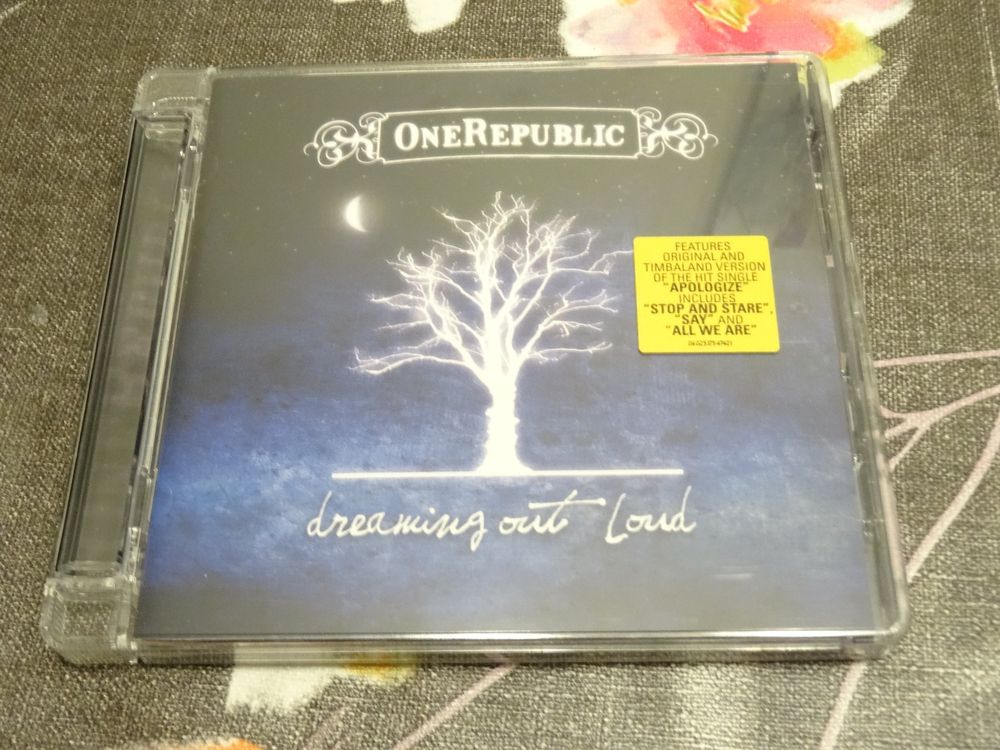 ONEREPUBLIC
FEATURES
ORIGINAL AND
TIMBALAND VERSION
OF THE HIT SINGLE
"APOLOGIZE"
INCLUDES
"STOP AND STARE",
"SAY" AND
"ALL WE ARE"
dreaming out Loud